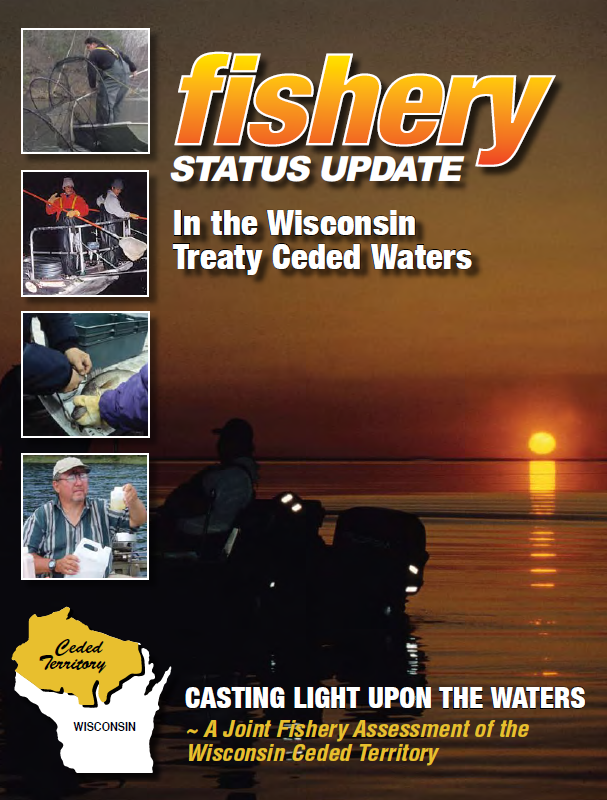 fishery
STATUS UPDATE
In the Wisconsin
Treaty Ceded Waters
Ceded
Territory
WISCONSIN
CASTING LIGHT UPON THE WATERS
~ A Joint Fishery Assessment of the
Wisconsin Ceded Territory